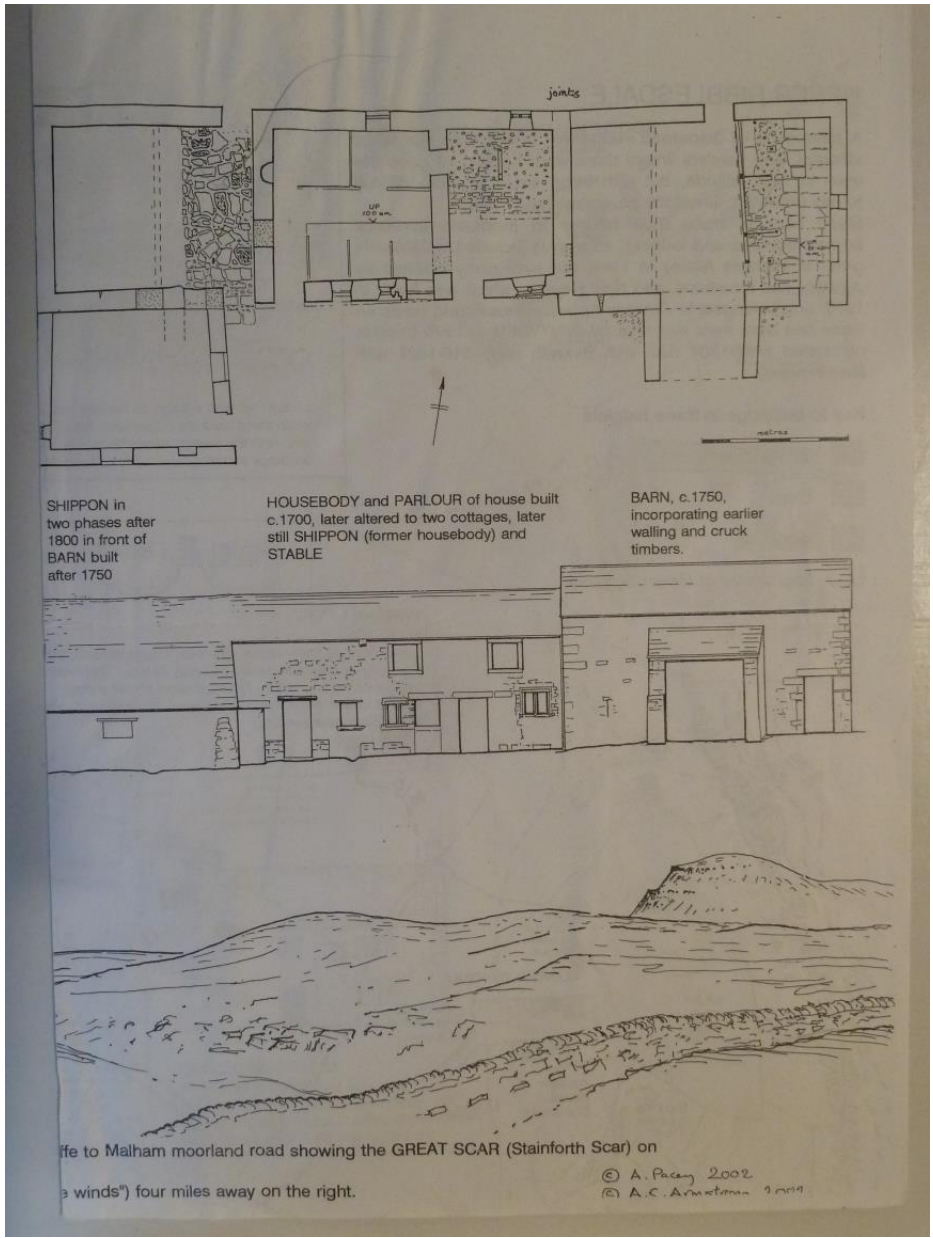 joints
UP
100 mm
metres
SHIPPON in
two phases after
1800 in front of
BARN built
after 1750
HOUSEBODY and PARLOUR of house built
c.1700, later altered to two cottages, later
still SHIPPON (former housebody) and
STABLE
BARN, c.1750,
incorporating earlier
walling and cruck
timbers.
ffe to Malham moorland road showing the GREAT SCAR (Stainforth Scar) on
winds") four miles away on the right.
© A. Pacey 2002
© A.C. Armstrong